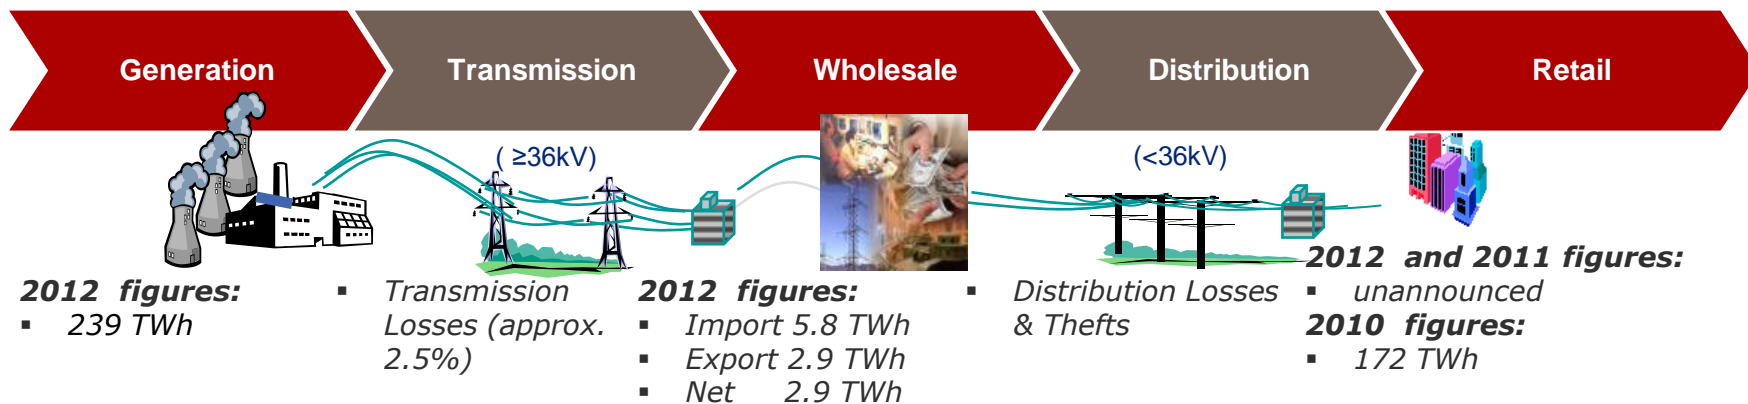 Generation
Transmission
Wholesale
Distribution
Retail
( ≥36kV)
(<36kV)
2012 figures:
▪ 239 TWh
▪ Transmission
Losses (approx.
2.5%)
2012 figures:
▪ Import 5.8 TWh
▪ Export 2.9 TWh
▪ Net 2.9 TWh
▪ Distribution Losses
& Thefts
2012 and 2011 figures:
▪ unannounced
2010 figures:
▪ 172 TWh